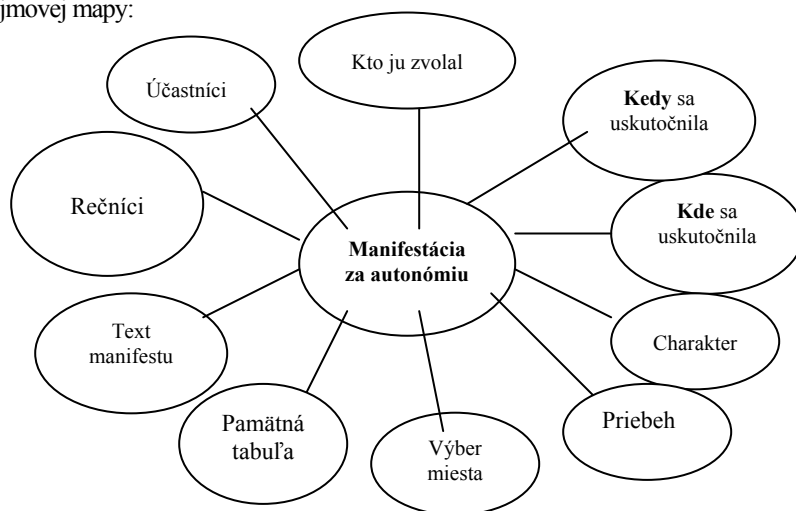 jmovej mapy:
Kto ju zvolal
Účastníci
Kedy sa
uskutočnila
Rečníci
Kde sa
uskutočnila
Manifestácia
za autonómiu
Text
manifestu
Charakter
Pamätná
tabuľa
Priebeh
Výber
miesta